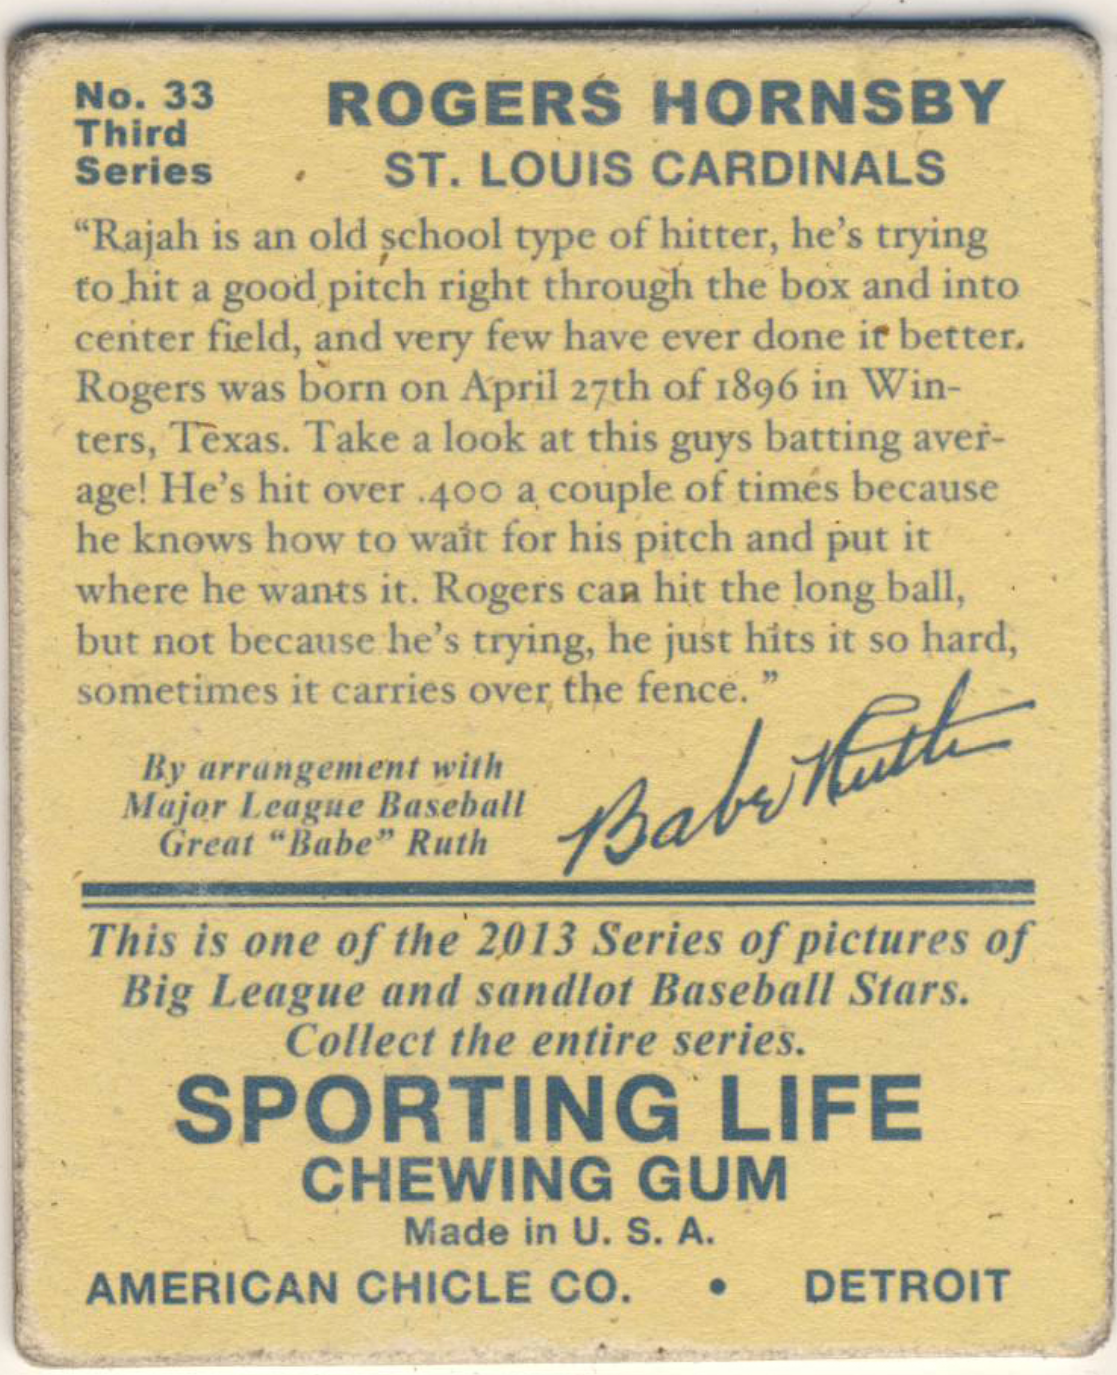 No. 33
Third
Series
ROGERS HORNSBY
ST. LOUIS CARDINALS
“Rajah is an old school type of hitter, he's trying
to hit a good pitch right through the box and into
center field, and very few have ever done it better.
Rogers was born on April 27th of 1896 in Win-
ters, Texas. Take a look at this guys batting aver-
age! He's hit over .400 a couple of times because
he knows how to wait for his pitch and put it
where he wants it. Rogers can hit the long ball,
but not because he's trying, he just hits it so hard,
sometimes it carries over the fence. ”
By arrangement with
Major League Baseball
Great “Babe” Ruth
Babe Ruth
This is one of the 2013 Series of pictures of
Big League and sandlot Baseball Stars.
Collect the entire series.
SPORTING LIFE
CHEWING GUM
Made in U. S. A.
AMERICAN CHICLE CO. • DETROIT